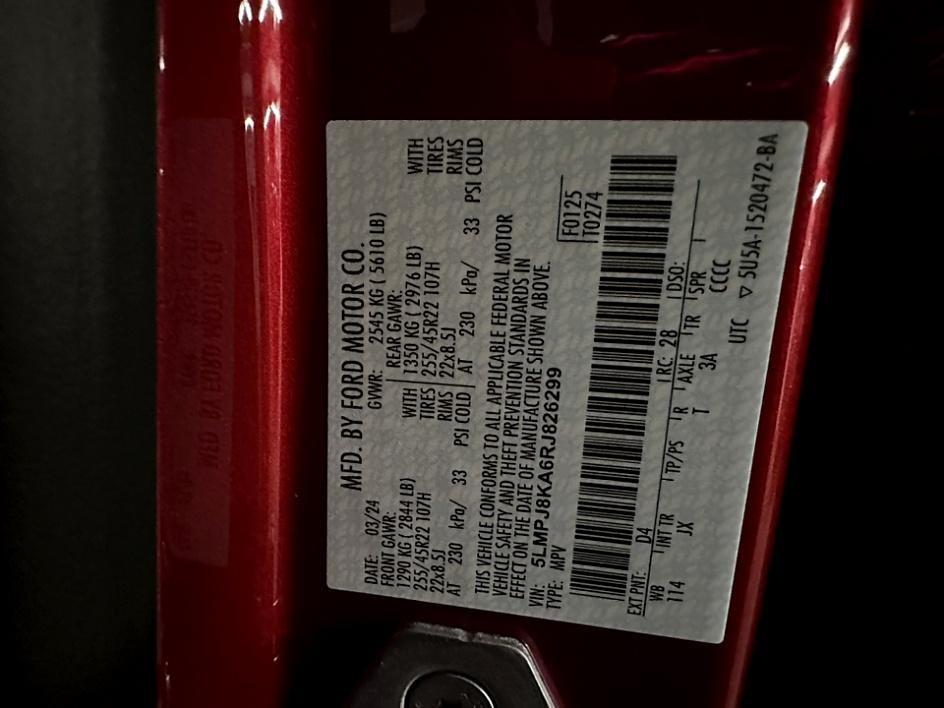 MFD. BY FORD MOTOR CO.
DATE: 03/24 GVWR: 2545 KG ( 5610 LB)
FRONT GAWR: REAR GAWR:
1290 KG ( 2844 LB) WITH 1350 KG ( 2976 LB) WITH
255/45R22 107H TIRES 255/45R22 107H TIRES
22x8.5J RIMS 22x8.5J RIMS
AT 230 kPa/ 33 PSI COLD AT 230 kPa/ 33 PSI COLD
THIS VEHICLE CONFORMS TO ALL APPLICABLE FEDERAL MOTOR
VEHICLE SAFETY AND THEFT PREVENTION STANDARDS IN
EFFECT ON THE DATE OF MANUFACTURE SHOWN ABOVE.
VIN: 5LMPJ8KA6RJ826299 F0125
TYPE: MPV T0274
EXT PNT: D4 RC: 28 DSO:
WB INT TR TP/PS R AXLE TR SPR
114 JX T 3A CCCC
UTC ▽ 5U5A-1520472-BA